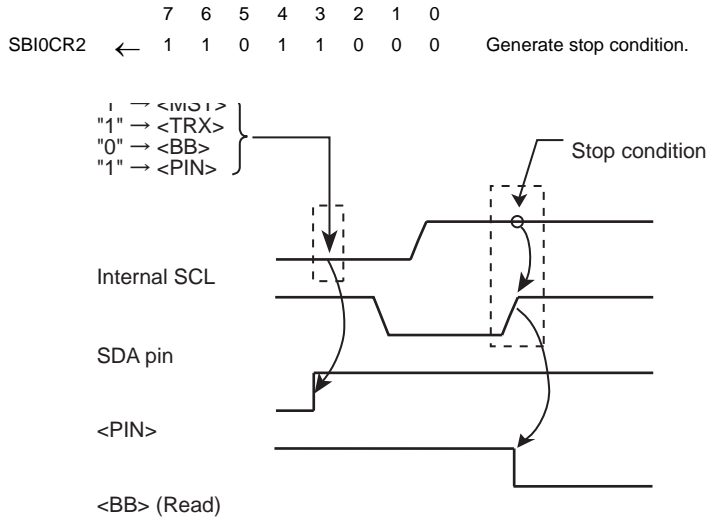 7 6 5 4 3 2 1 0
SBI0CR2 ← 1 1 0 1 1 0 0 0 Generate stop condition.
"1" → <TRX>
"0" → <BB>
"1" → <PIN>
Stop condition
Internal SCL
SDA pin
<PIN>
<BB> (Read)